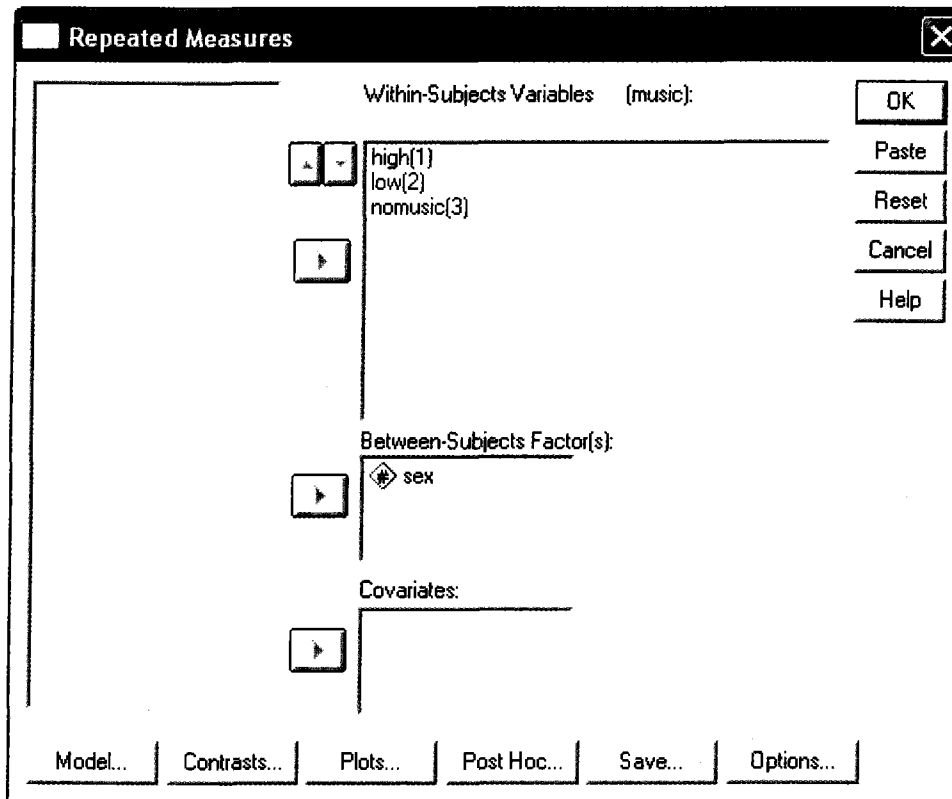 Repeated Measures
Within-Subjects Variables (music):
high(1)
low(2)
nomusic(3)
OK
Paste
Reset
Cancel
Help
Between-Subjects Factor(s):
# sex
Covariates:
Model... Contrasts... Plots... Post Hoc... Save... Options...